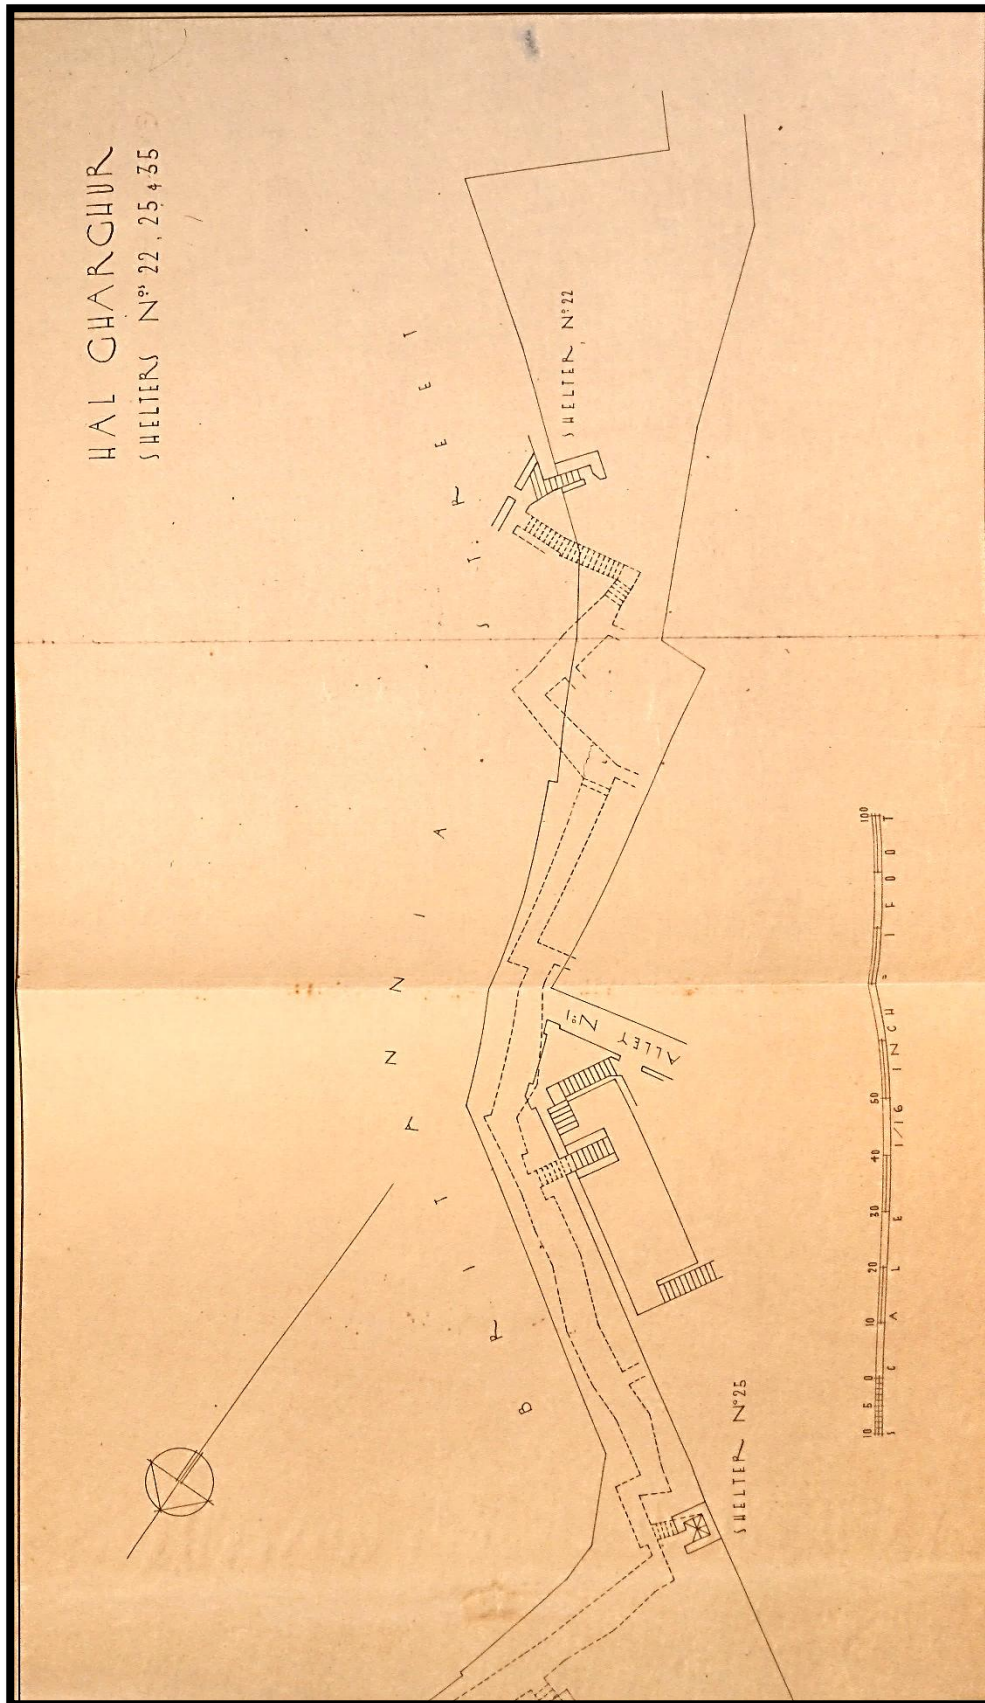 HAL GHARGHUR
SHELTERS Nos 22, 25 & 35
BRITANNIA STREET
SHELTER, No 22
ALLEY No 1
SHELTER No 25
10 5 0 10 20 30 40 50 100
SCALE 1/16 INCH = 1 FOOT